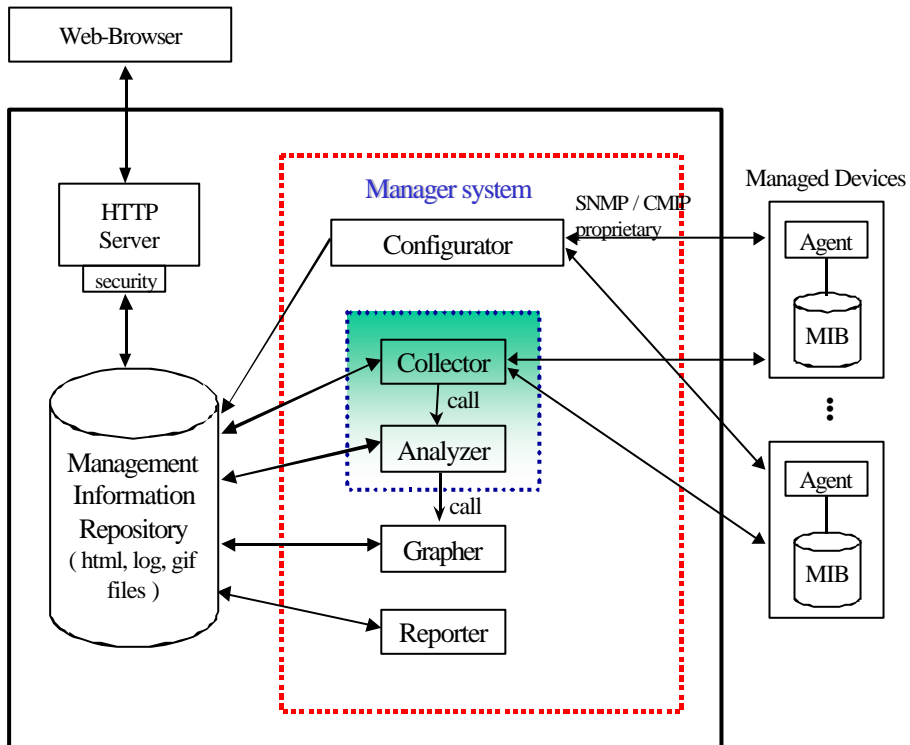 Web-Browser
HTTP
Server
security
Management
Information
Repository
( html, log, gif
files )
Manager system
Configurator
SNMP / CMIP
proprietary
Collector
call
Analyzer
call
Grapher
Reporter
Managed Devices
Agent
MIB
Agent
MIB